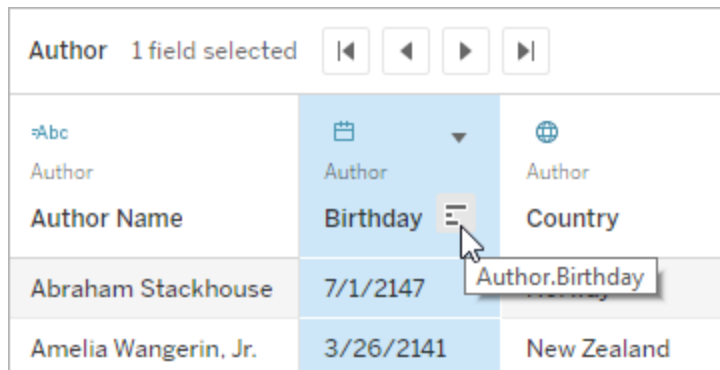 Author 1 field selected
=Abc
Author Author Author
Author Name Birthday Country
Author.Birthday
Abraham Stackhouse 7/1/2147
Amelia Wangerin, Jr. 3/26/2141 New Zealand